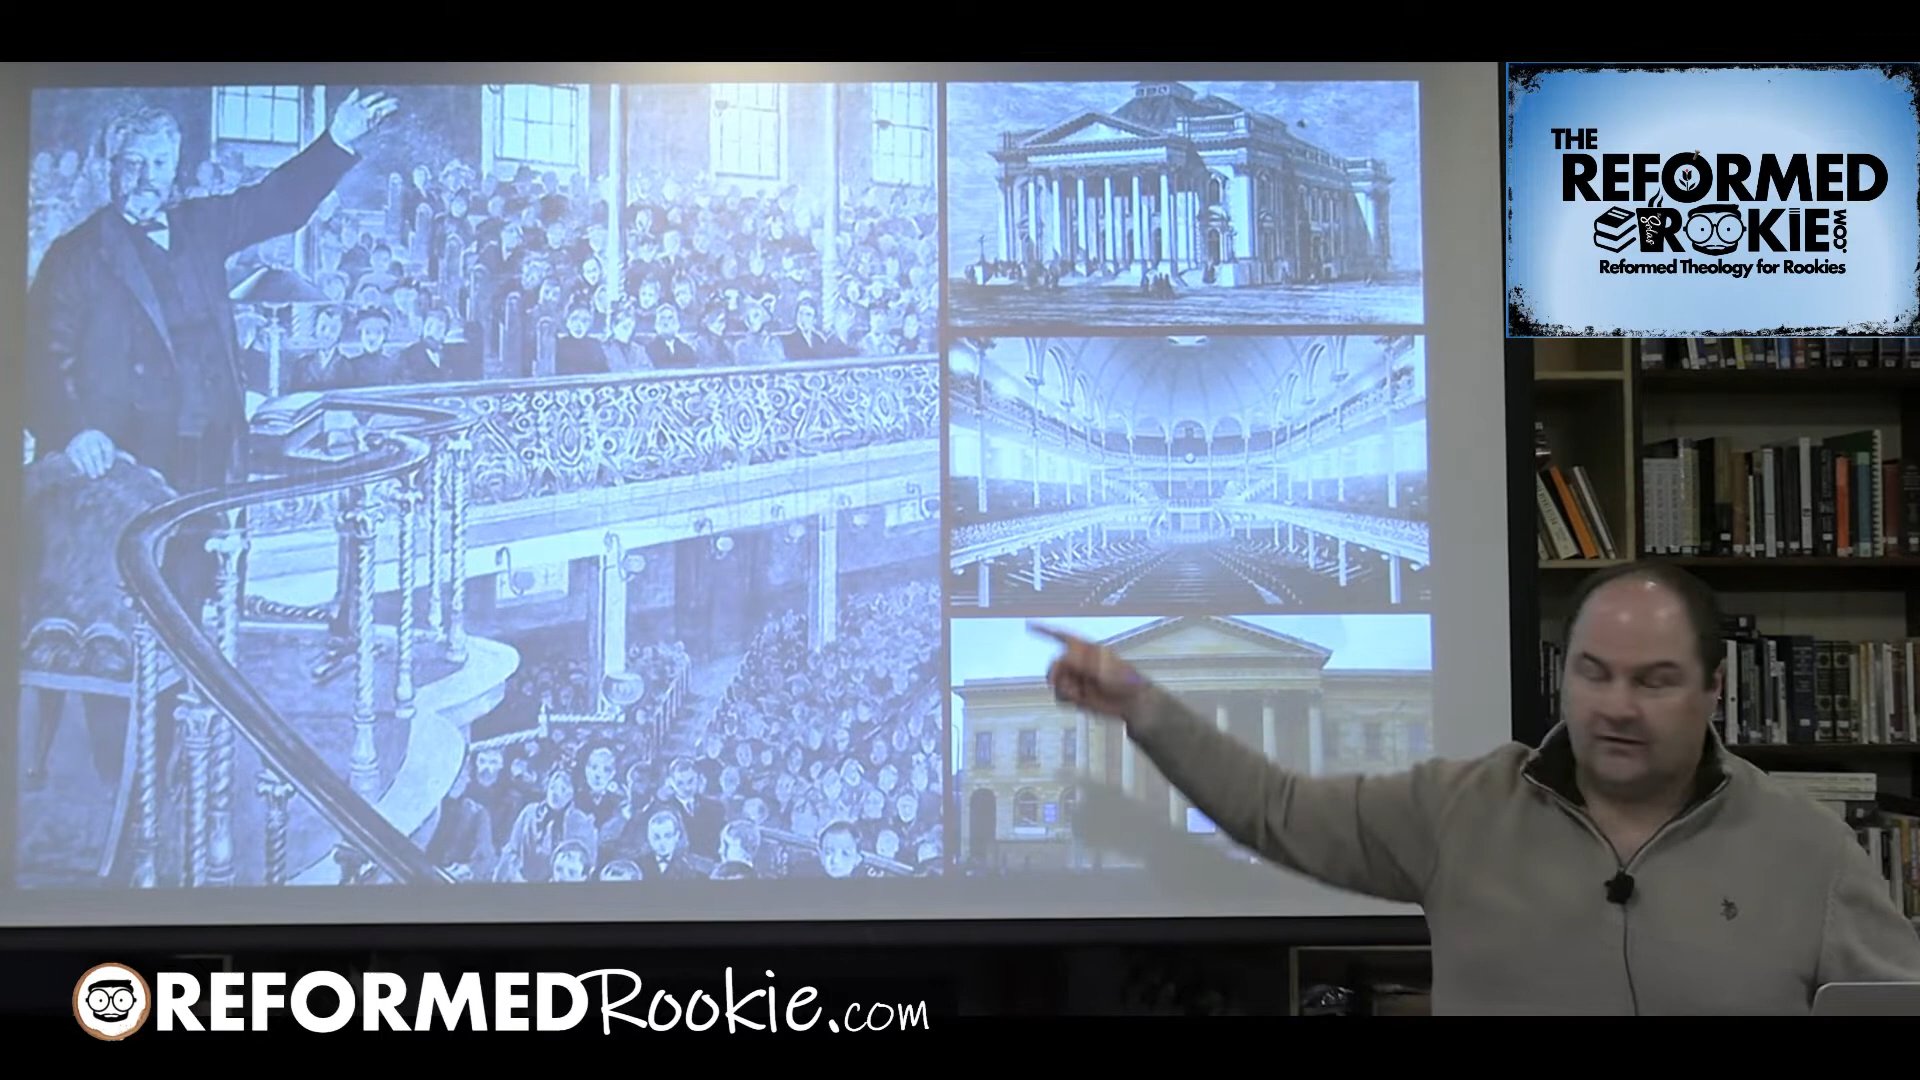 THE
REFORMED
ROOKIE
.COM
Reformed Theology for Rookies
REFORMEDRookie.com